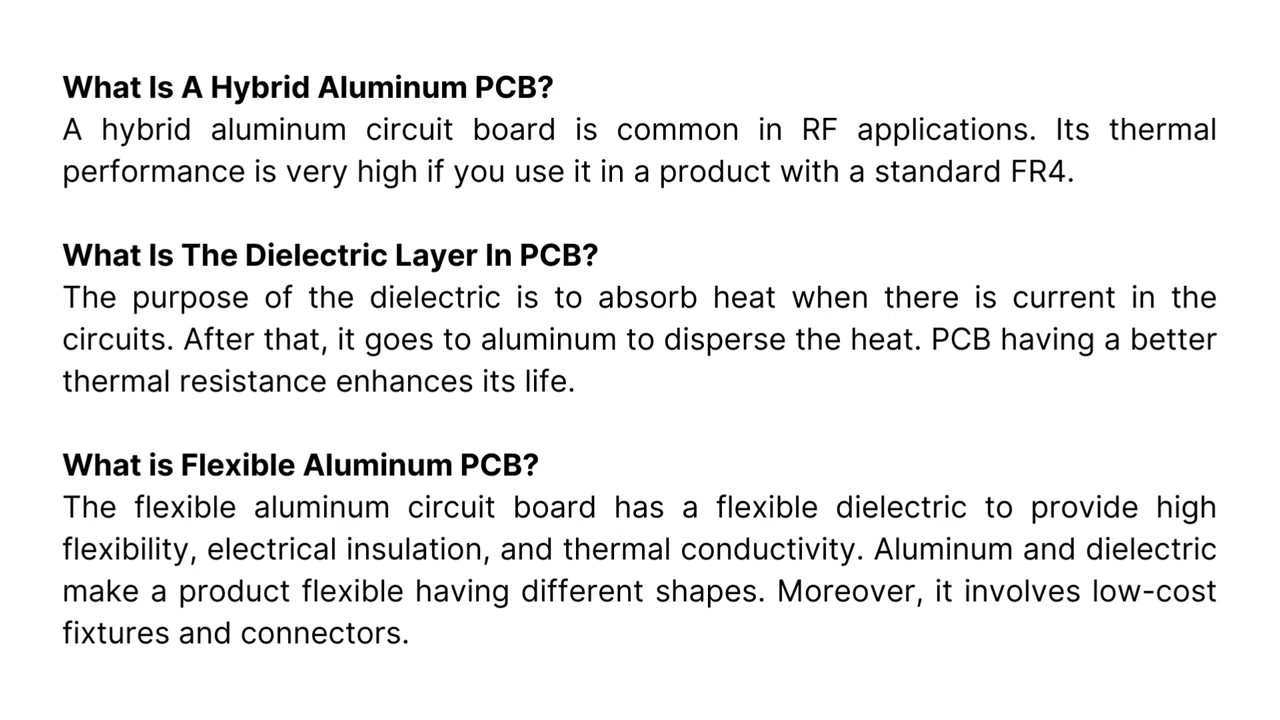 What Is A Hybrid Aluminum PCB?
A hybrid aluminum circuit board is common in RF applications. Its thermal
performance is very high if you use it in a product with a standard FR4.
What Is The Dielectric Layer In PCB?
The purpose of the dielectric is to absorb heat when there is current in the
circuits. After that, it goes to aluminum to disperse the heat. PCB having a better
thermal resistance enhances its life.
What is Flexible Aluminum PCB?
The flexible aluminum circuit board has a flexible dielectric to provide high
flexibility, electrical insulation, and thermal conductivity. Aluminum and dielectric
make a product flexible having different shapes. Moreover, it involves low-cost
fixtures and connectors.